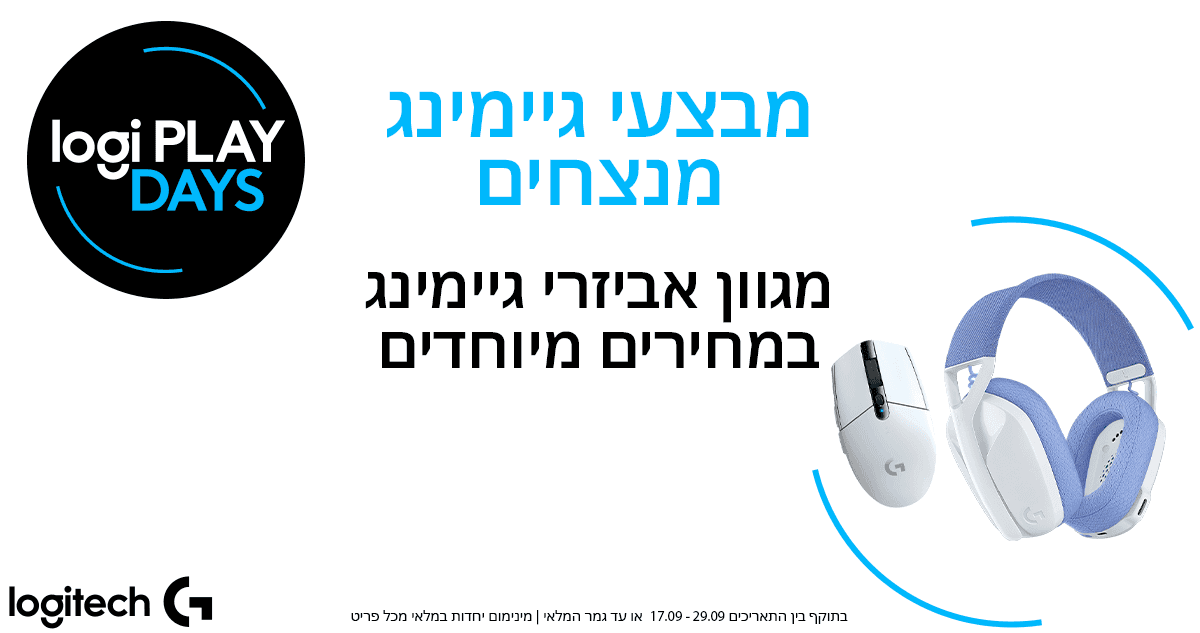 logi PLAY
DAYS
מבצעי גיימינג
מנצחים
מגוון אביזרי גיימינג
במחירים מיוחדים
logitech G
בתוקף בין התאריכים 29.09 - 17.09 או עד גמר המלאי | מינימום יחדות במלאי מכל פריט